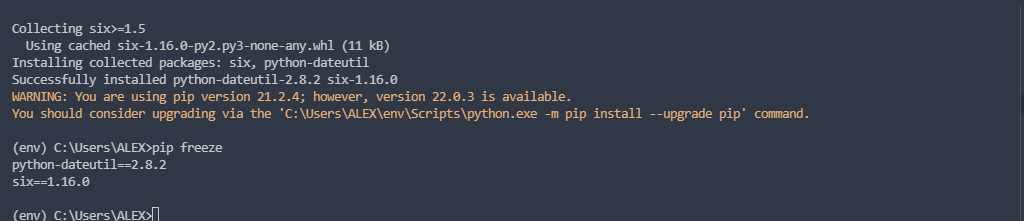 Collecting six>=1.5
  Using cached six-1.16.0-py2.py3-none-any.whl (11 kB)
Installing collected packages: six, python-dateutil
Successfully installed python-dateutil-2.8.2 six-1.16.0
WARNING: You are using pip version 21.2.4; however, version 22.0.3 is available.
You should consider upgrading via the 'C:\Users\ALEX\env\Scripts\python.exe -m pip install --upgrade pip' command.
(env) C:\Users\ALEX>pip freeze
python-dateutil==2.8.2
six==1.16.0
(env) C:\Users\ALEX>